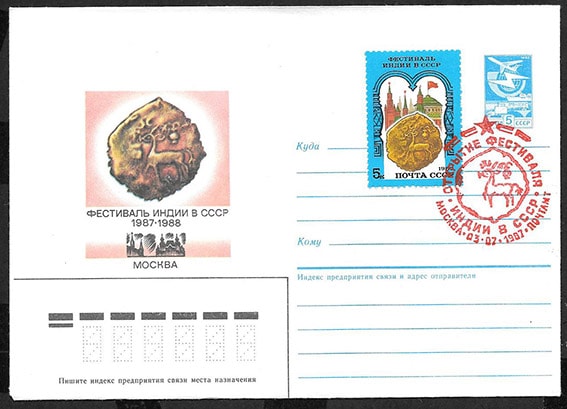 ФЕСТИВАЛЬ
ИНДИИ В СССР
5к
ПОЧТА СССР
5 СССР
ОТКРЫТИЕ ФЕСТИВАЛЯ
ИНДИИ В СССР
МОСКВА • 03-07-1987 • ПОЧТАМТ
ФЕСТИВАЛЬ ИНДИИ В СССР
1987-1988
МОСКВА
Куда
Кому
Индекс предприятия связи и адрес отправителя
Пишите индекс предприятия связи места назначения